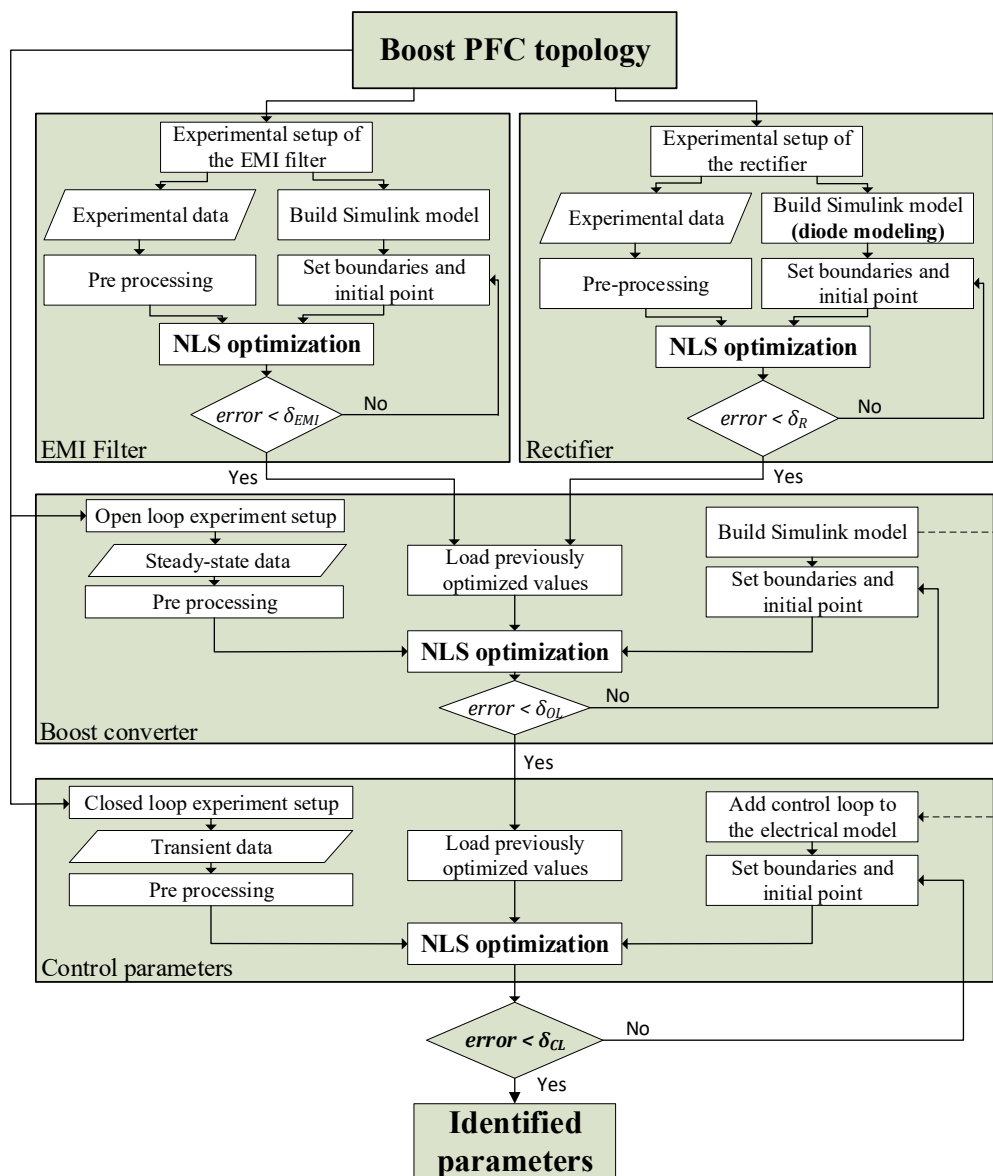 Boost PFC topology
Experimental setup of
the EMI filter
Experimental data
Build Simulink model
Pre processing
Set boundaries and
initial point
NLS optimization
error < δEMI
No
EMI Filter
Yes
Experimental setup of
the rectifier
Experimental data
Build Simulink model
(diode modeling)
Pre-processing
Set boundaries and
initial point
NLS optimization
error < δR
No
Rectifier
Yes
Open loop experiment setup
Steady-state data
Pre processing
Load previously
optimized values
Build Simulink model
Set boundaries and
initial point
NLS optimization
error < δOL
No
Boost converter
Yes
Closed loop experiment setup
Transient data
Pre processing
Load previously
optimized values
Add control loop to
the electrical model
Set boundaries and
initial point
NLS optimization
Control parameters
error < δCL
No
Yes
Identified
parameters